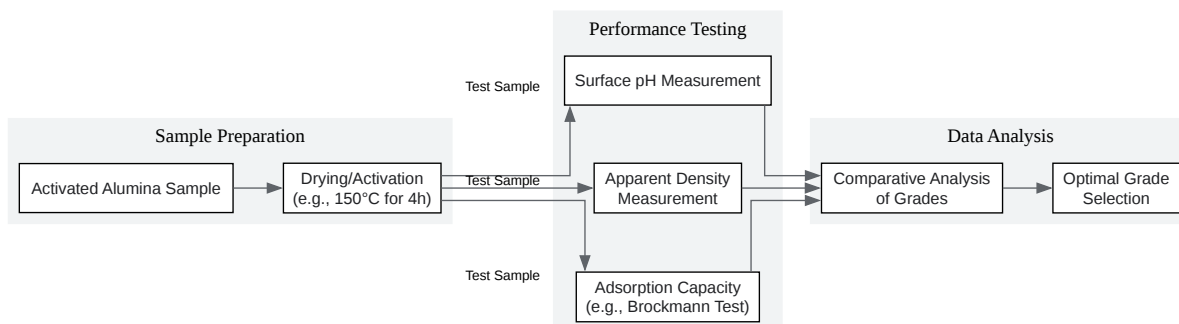 Sample Preparation
Activated Alumina Sample
Drying/Activation
(e.g., 150°C for 4h)
Test Sample
Test Sample
Test Sample
Performance Testing
Surface pH Measurement
Apparent Density
Measurement
Adsorption Capacity
(e.g., Brockmann Test)
Data Analysis
Comparative Analysis
of Grades
Optimal Grade
Selection